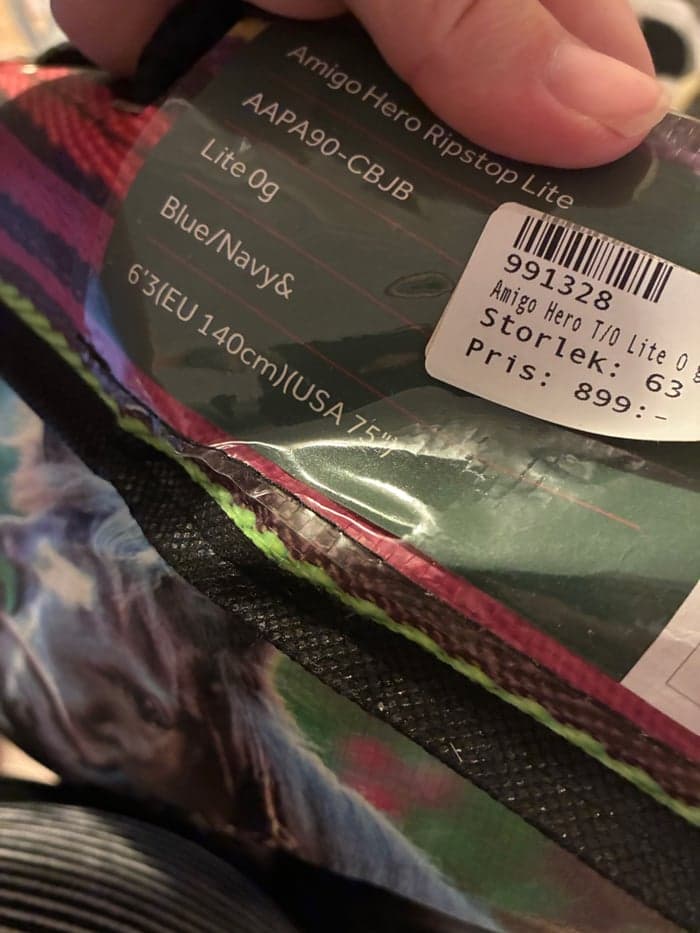 Amigo Hero Ripstop Lite
AAPA90-CBJB
Lite 0g
Blue/Navy&
6'3(EU 140cm)(USA 75")
991328
Amigo Hero T/O Lite 0 g
Storlek: 63
Pris: 899:-